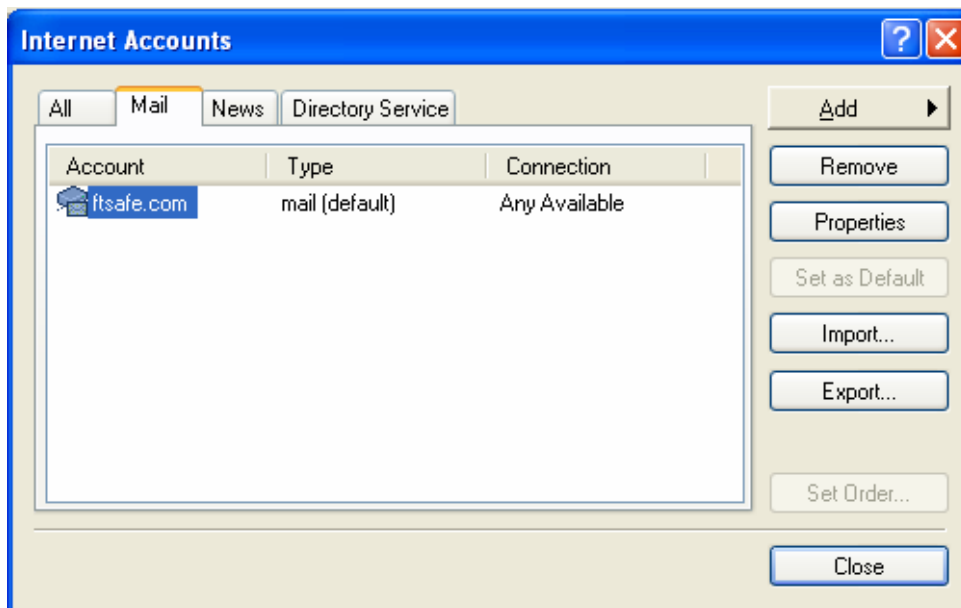 Internet Accounts
All Mail News Directory Service
Add
Account Type Connection
Remove
ftsafe.com mail (default) Any Available
Properties
Set as Default
Import...
Export...
Set Order...
Close